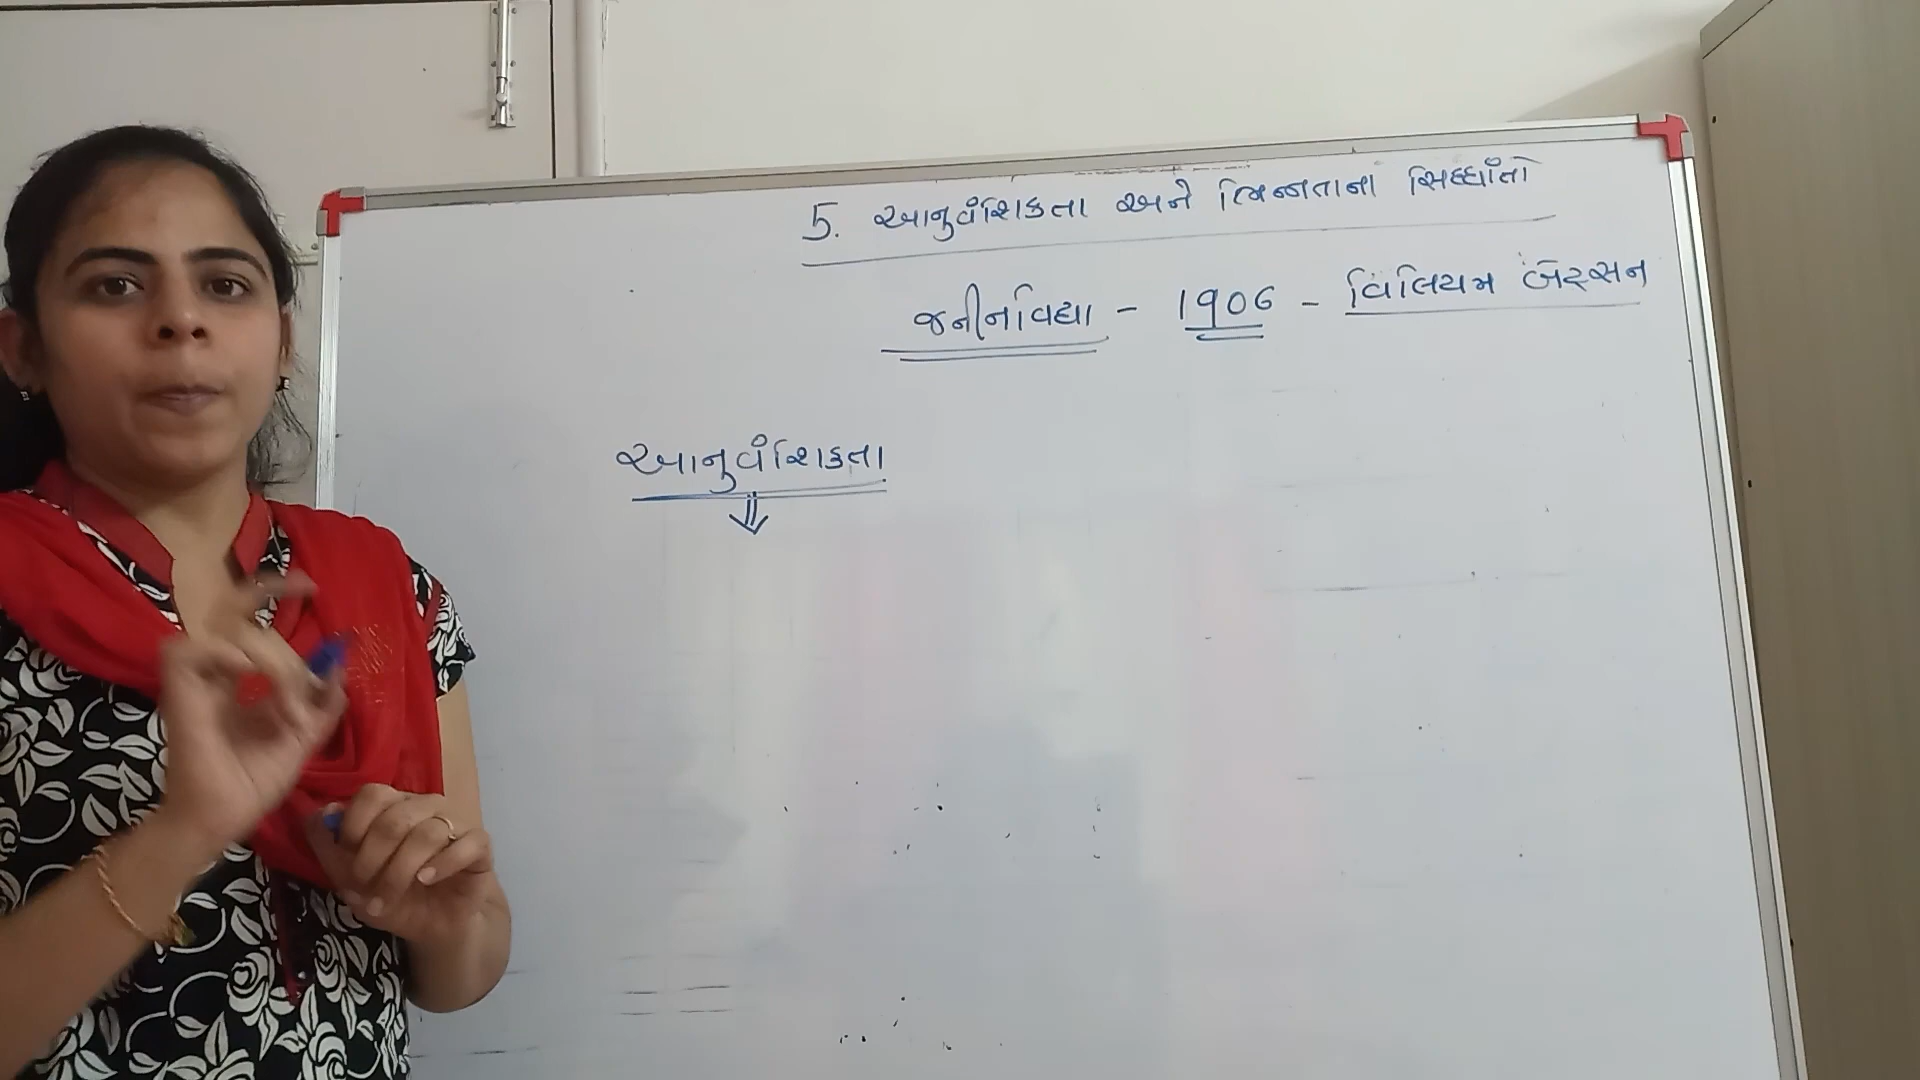 5. આનુવંશિકતા અને ભિન્નતાના સિધ્ધાંતો
જનીનવિદ્યા - 1906 - વિલિયમ બેટ્સન
આનુવંશિકતા